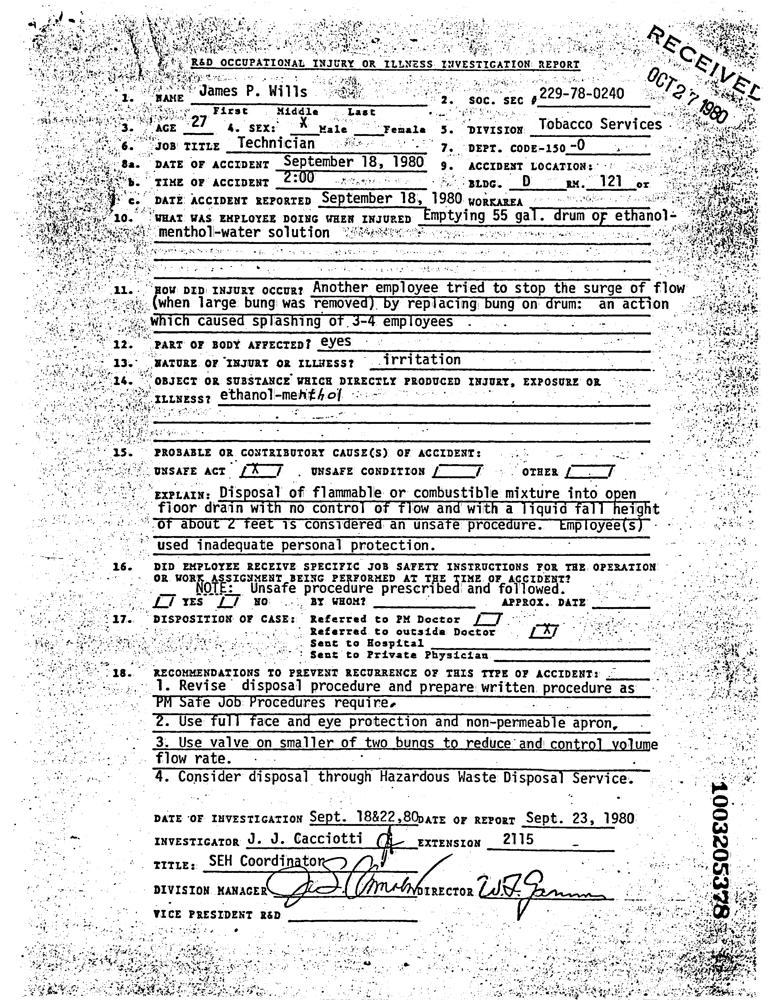 R&D OCCUPATIONAL INJURY OR ILLNESS INVESTIGATION REPORT
RECEIVED
OCT 27 1980
1. NAME James P. Wills 2. SOC. SEC # 229-78-0240
First Middle Last
3. AGE 27 4. SEX: X Male Female 5. DIVISION Tobacco Services
6. JOB TITLE Technician 7. DEPT. CODE-150-0
8a. DATE OF ACCIDENT September 18, 1980 9. ACCIDENT LOCATION:
b. TIME OF ACCIDENT 2:00 BLDG. D RM. 121 or
c. DATE ACCIDENT REPORTED September 18, 1980 WORKAREA
10. WHAT WAS EMPLOYEE DOING WHEN INJURED Emptying 55 gal. drum of ethanol-
menthol-water solution
11. HOW DID INJURY OCCUR? Another employee tried to stop the surge of flow
(when large bung was removed) by replacing bung on drum: an action
which caused splashing of 3-4 employees
12. PART OF BODY AFFECTED? eyes
13. NATURE OF INJURY OR ILLNESS? irritation
14. OBJECT OR SUBSTANCE WHICH DIRECTLY PRODUCED INJURY, EXPOSURE OR
ILLNESS? ethanol-menthol
15. PROBABLE OR CONTRIBUTORY CAUSE(S) OF ACCIDENT:
UNSAFE ACT X UNSAFE CONDITION OTHER
EXPLAIN: Disposal of flammable or combustible mixture into open
floor drain with no control of flow and with a liquid fall height
of about 2 feet is considered an unsafe procedure. Employee(s)
used inadequate personal protection.
16. DID EMPLOYEE RECEIVE SPECIFIC JOB SAFETY INSTRUCTIONS FOR THE OPERATION
OR WORK ASSIGNMENT BEING PERFORMED AT THE TIME OF ACCIDENT?
NOTE: Unsafe procedure prescribed and followed.
YES NO BY WHOM? APPROX. DATE
17. DISPOSITION OF CASE: Referred to PM Doctor
Referred to outside Doctor X
Sent to Hospital
Sent to Private Physician
18. RECOMMENDATIONS TO PREVENT RECURRENCE OF THIS TYPE OF ACCIDENT:
1. Revise disposal procedure and prepare written procedure as
PM Safe Job Procedures require.
2. Use full face and eye protection and non-permeable apron.
3. Use valve on smaller of two bungs to reduce and control volume
flow rate.
4. Consider disposal through Hazardous Waste Disposal Service.
DATE OF INVESTIGATION Sept. 18&22,80 DATE OF REPORT Sept. 23, 1980
INVESTIGATOR J. J. Cacciotti EXTENSION 2115
TITLE: SEH Coordinator
DIVISION MANAGER DIRECTOR
VICE PRESIDENT R&D
1003205378